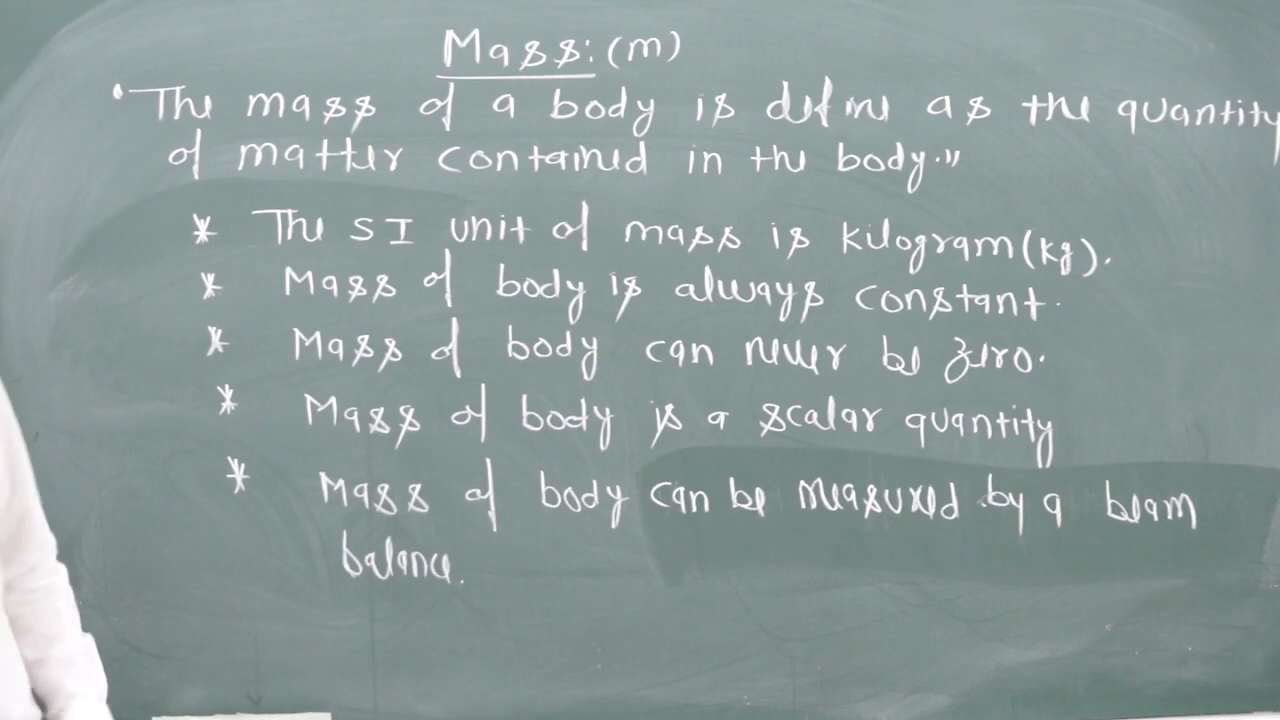 Mass: (m)
"The mass of a body is define as the quantity
of matter contained in the body."
* The SI unit of mass is kilogram (kg).
* Mass of body is always constant.
* Mass of body can never be zero.
* Mass of body is a scalar quantity
* Mass of body can be measured by a beam
balance.